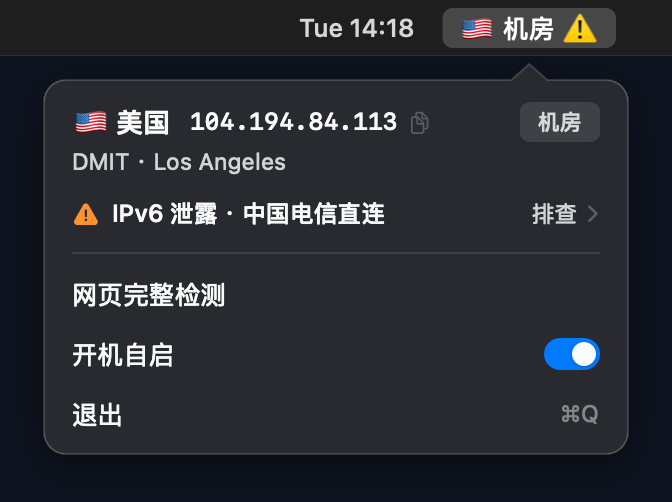 Tue 14:18 🇺🇸 机房 ⚠️
🇺🇸 美国 104.194.84.113 机房
DMIT · Los Angeles
IPv6 泄露 · 中国电信直连 排查
网页完整检测
开机自启
退出 ⌘Q